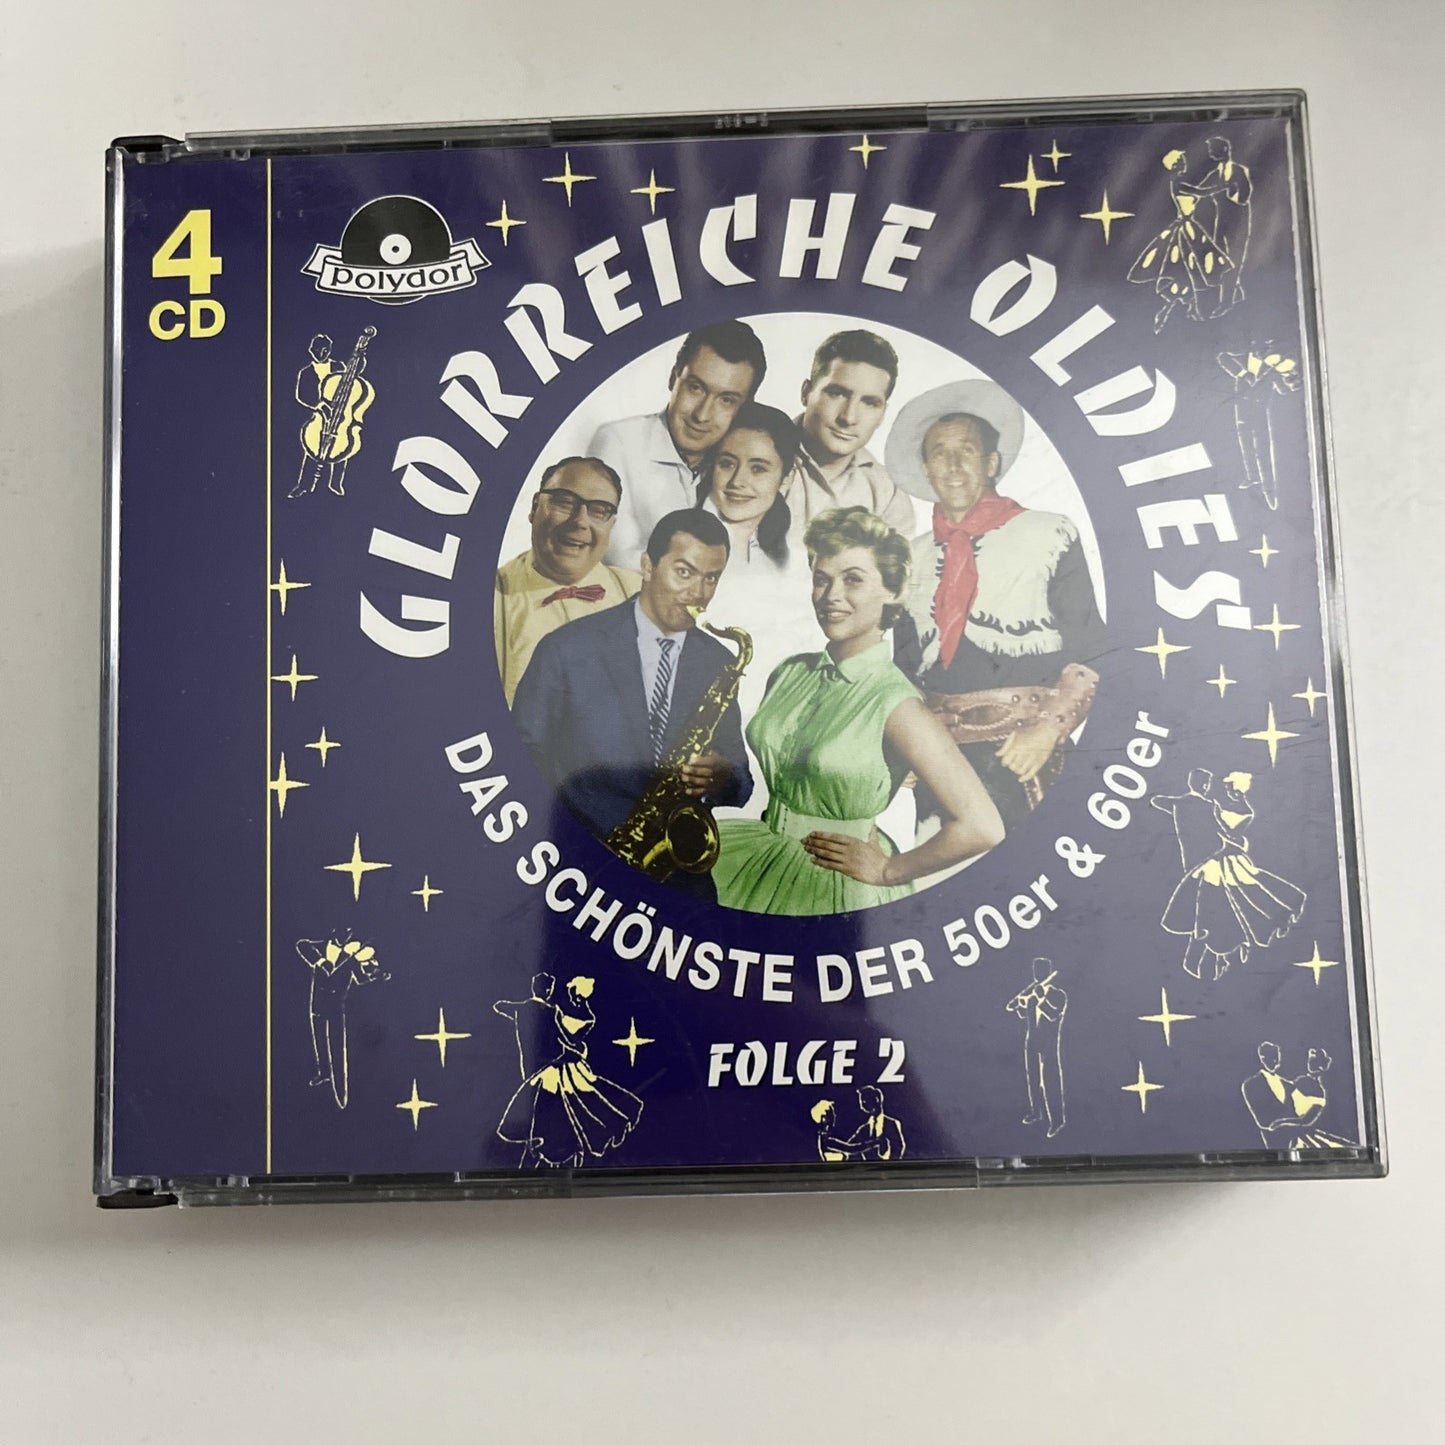 4
CD
polydor
GLORREICHE OLDIES
DAS SCHÖNSTE DER 50er & 60er
FOLGE 2